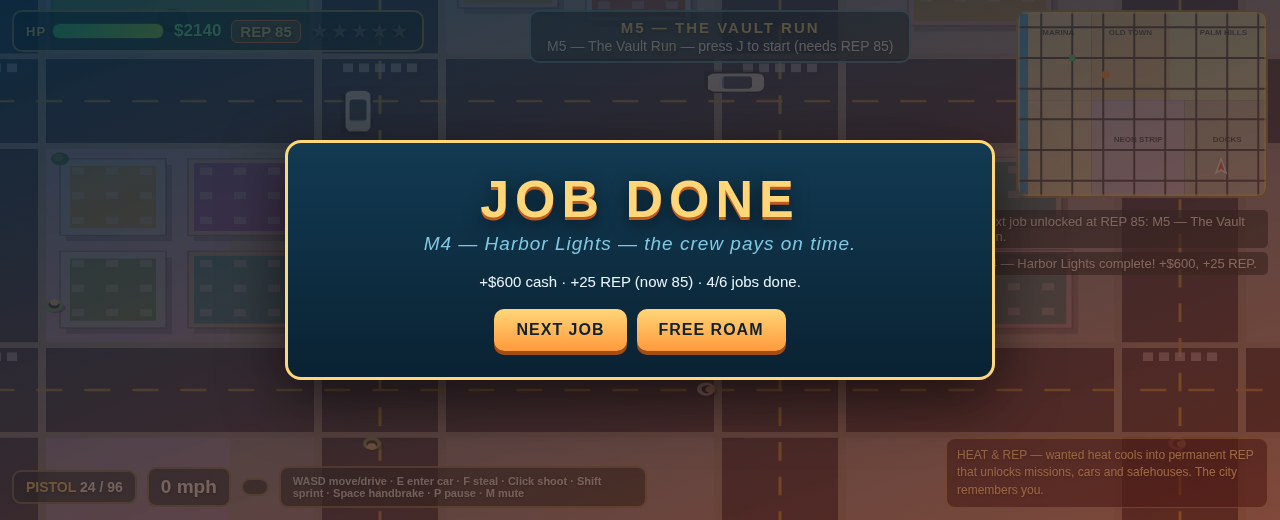 HP $2140 REP 85 ★★★★★
M5 — THE VAULT RUN
M5 — The Vault Run — press J to start (needs REP 85)
MARINA OLD TOWN PALM HILLS
NEON STRIP DOCKS
xt job unlocked at REP 85: M5 — The Vault
n.
— Harbor Lights complete! +$600, +25 REP.
JOB DONE
M4 — Harbor Lights — the crew pays on time.
+$600 cash · +25 REP (now 85) · 4/6 jobs done.
NEXT JOB FREE ROAM
PISTOL 24 / 96
0 mph
WASD move/drive · E enter car · F steal · Click shoot · Shift
sprint · Space handbrake · P pause · M mute
HEAT & REP — wanted heat cools into permanent REP
that unlocks missions, cars and safehouses. The city
remembers you.